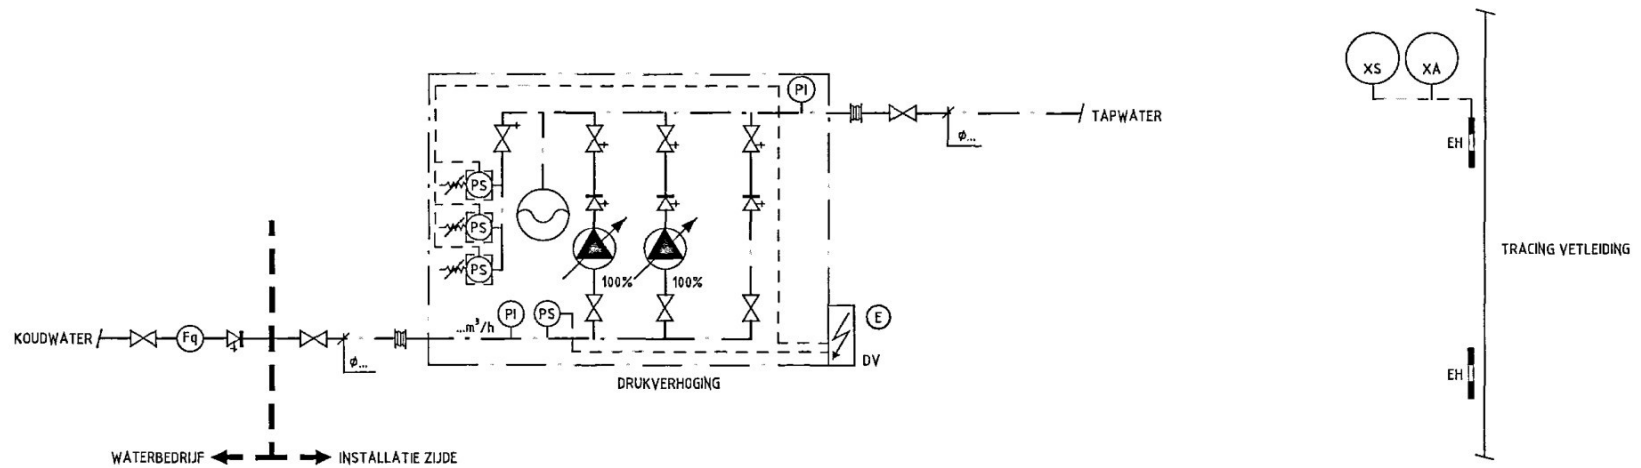 XS
XA
PI
TAPWATER
ø...
EH
PS
PS
PS
100%
100%
TRACING VETLEIDING
...m³/h
PI
PS
E
KOUDWATER
Fq
ø...
DV
DRUKVERHOGING
EH
WATERBEDRIJF
INSTALLATIE ZIJDE